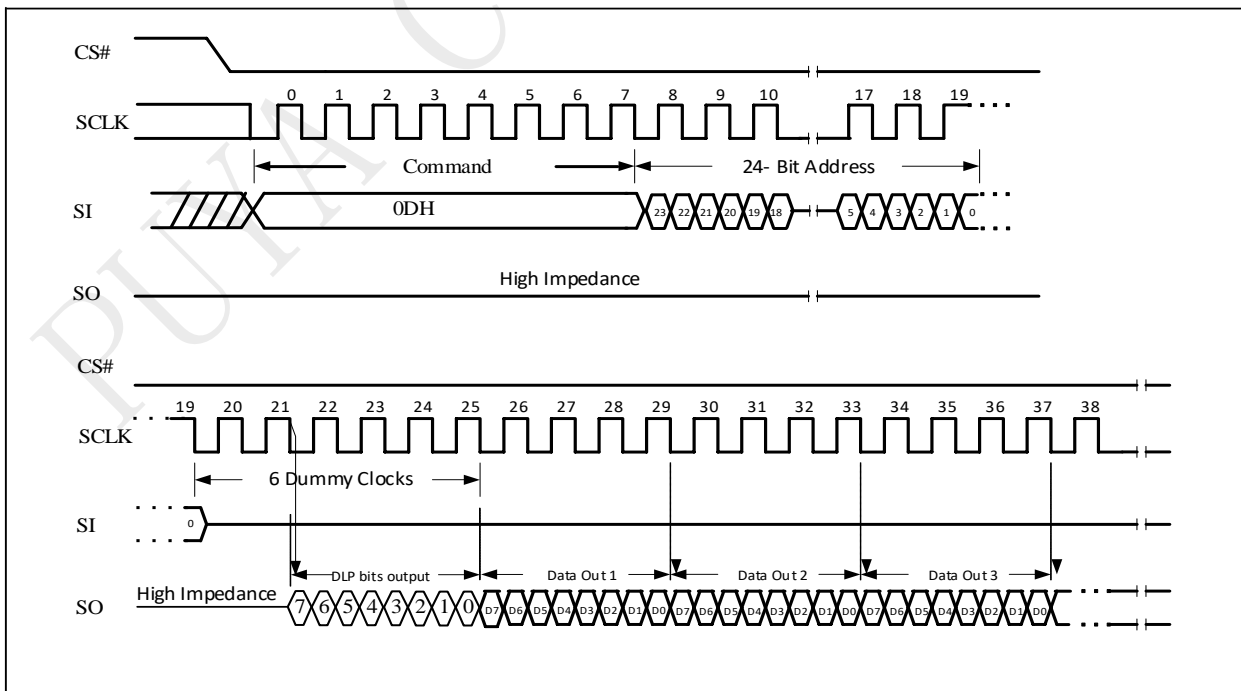 PUYA C
CS#
0 1 2 3 4 5 6 7 8 9 10 17 18 19
SCLK
Command
24- Bit Address
SI
0DH
23 22 21 20 19 18 5 4 3 2 1 0
High Impedance
SO
CS#
19 20 21 22 23 24 25 26 27 28 29 30 31 32 33 34 35 36 37 38
SCLK
6 Dummy Clocks
SI
0
DLP bits output
Data Out 1
Data Out 2
Data Out 3
High Impedance
SO
7 6 5 4 3 2 1 0 D7 D6 D5 D4 D3 D2 D1 D0 D7 D6 D5 D4 D3 D2 D1 D0 D7 D6 D5 D4 D3 D2 D1 D0